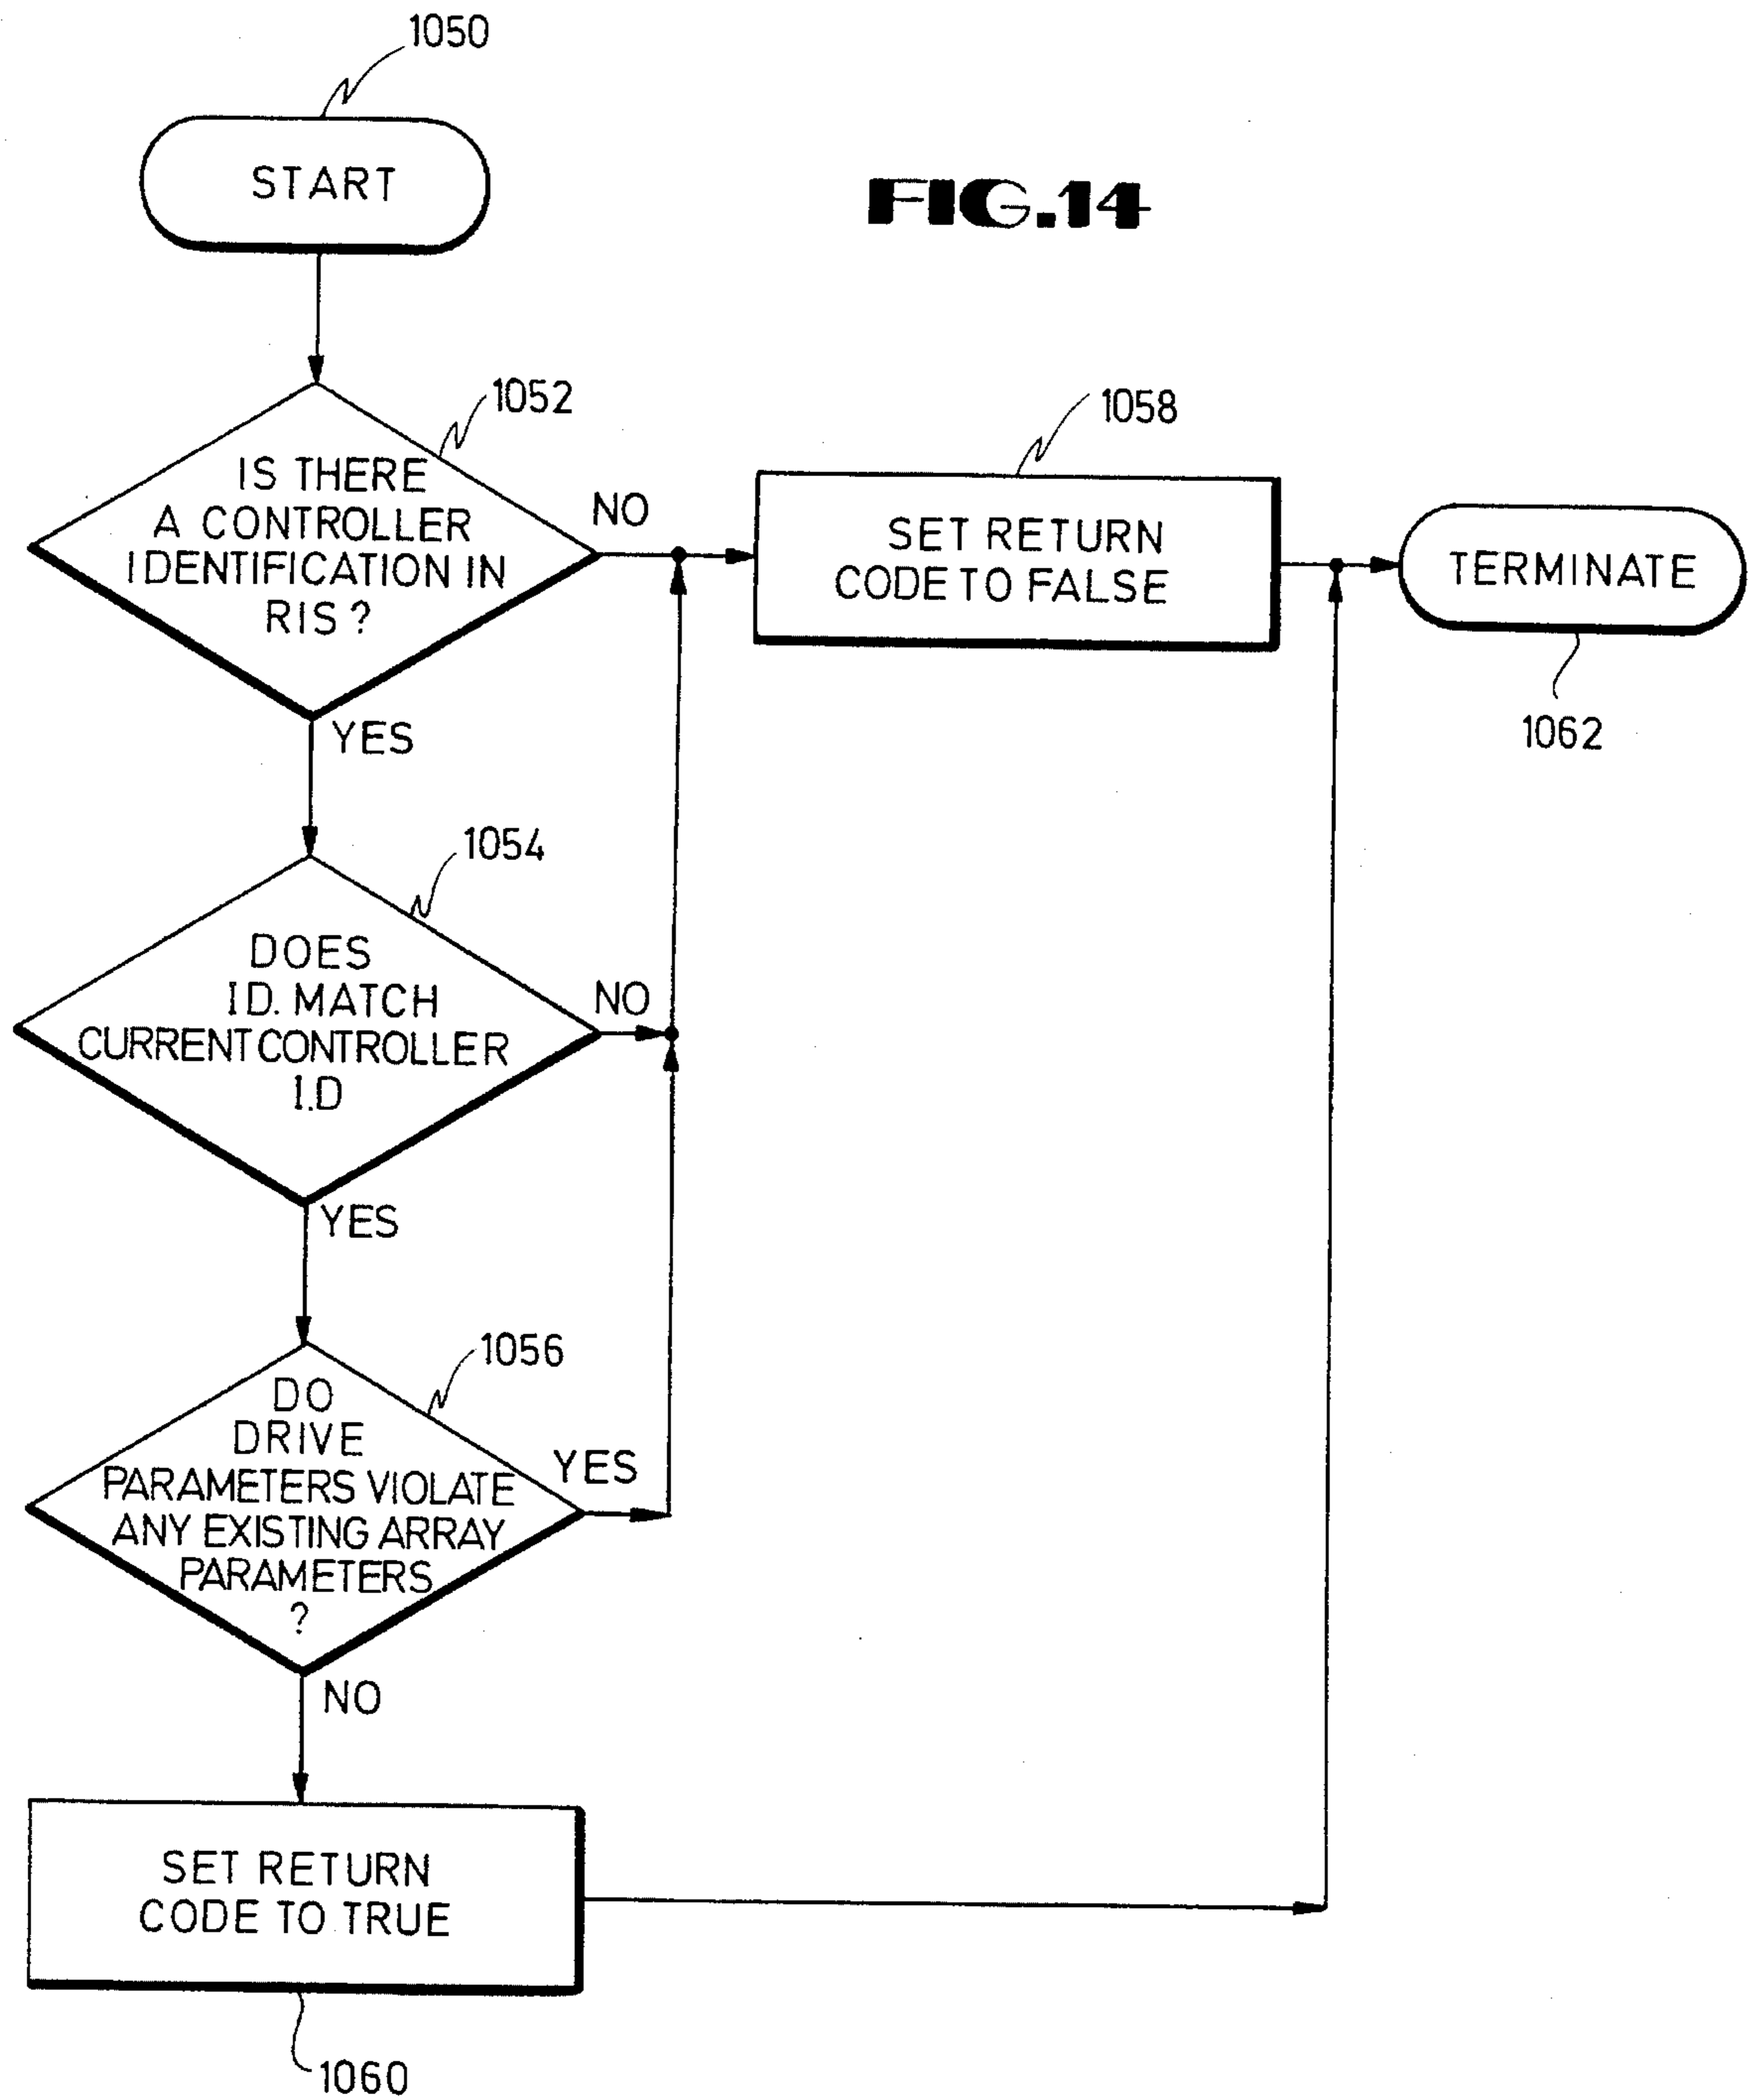 1050
START
FIG.14
1052
IS THERE
A CONTROLLER
IDENTIFICATION IN
RIS ?
NO
YES
1058
SET RETURN
CODE TO FALSE
TERMINATE
1062
1054
DOES
I.D. MATCH
CURRENT CONTROLLER
I.D
NO
YES
1056
DO
DRIVE
PARAMETERS VIOLATE
ANY EXISTING ARRAY
PARAMETERS
?
YES
NO
SET RETURN
CODE TO TRUE
1060